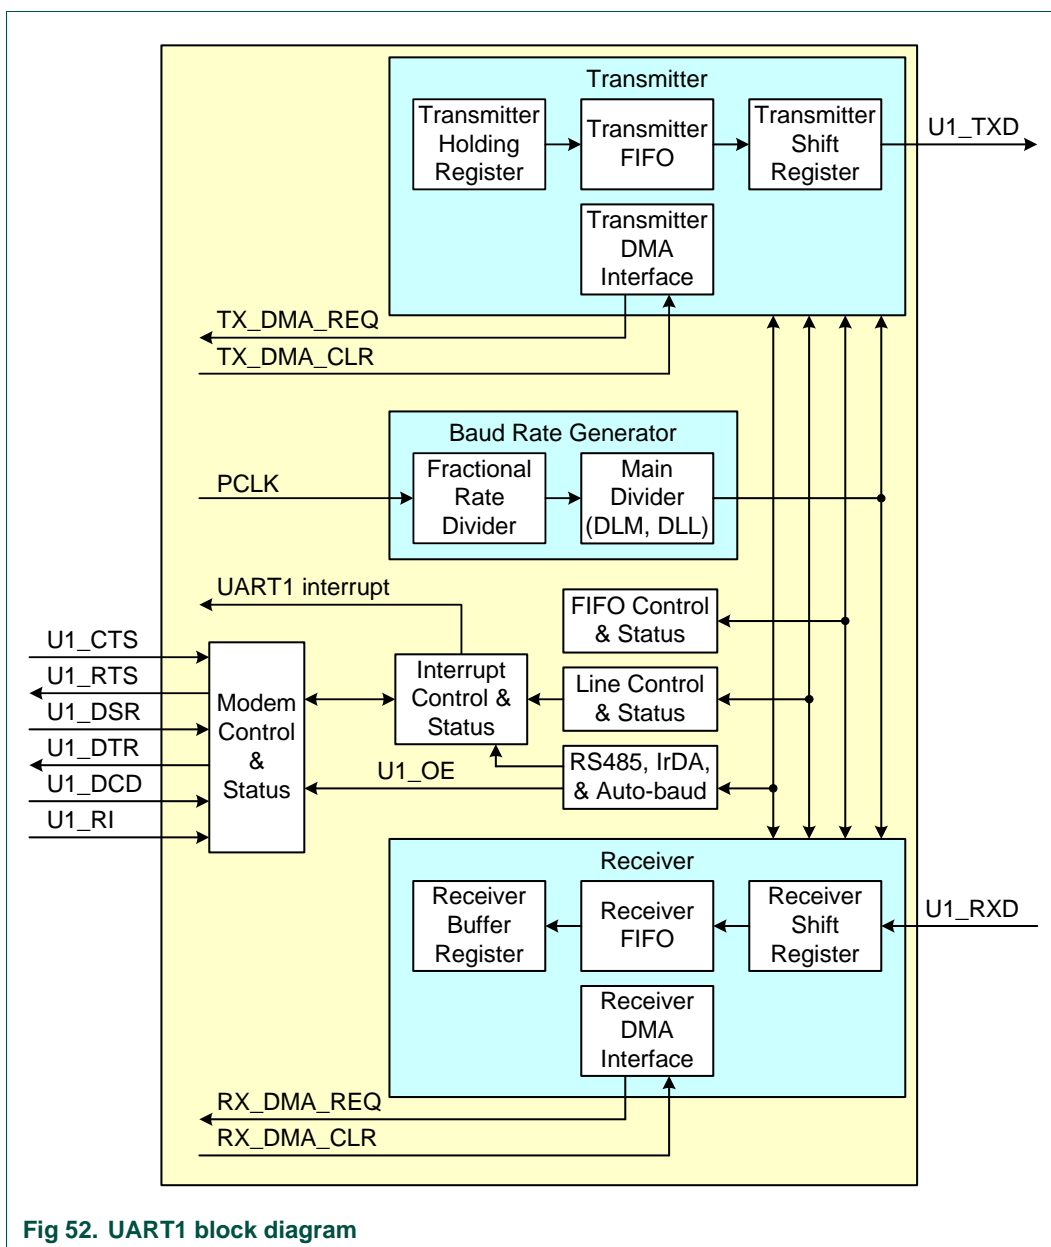 Transmitter
Transmitter
Holding
Register
Transmitter
FIFO
Transmitter
Shift
Register
U1_TXD
Transmitter
DMA
Interface
TX_DMA_REQ
TX_DMA_CLR
Baud Rate Generator
PCLK
Fractional
Rate
Divider
Main
Divider
(DLM, DLL)
UART1 interrupt
FIFO Control
& Status
U1_CTS
U1_RTS
U1_DSR
U1_DTR
U1_DCD
U1_RI
Modem
Control
&
Status
Interrupt
Control &
Status
Line Control
& Status
U1_OE
RS485, IrDA,
& Auto-baud
Receiver
Receiver
Buffer
Register
Receiver
FIFO
Receiver
Shift
Register
U1_RXD
Receiver
DMA
Interface
RX_DMA_REQ
RX_DMA_CLR
Fig 52. UART1 block diagram